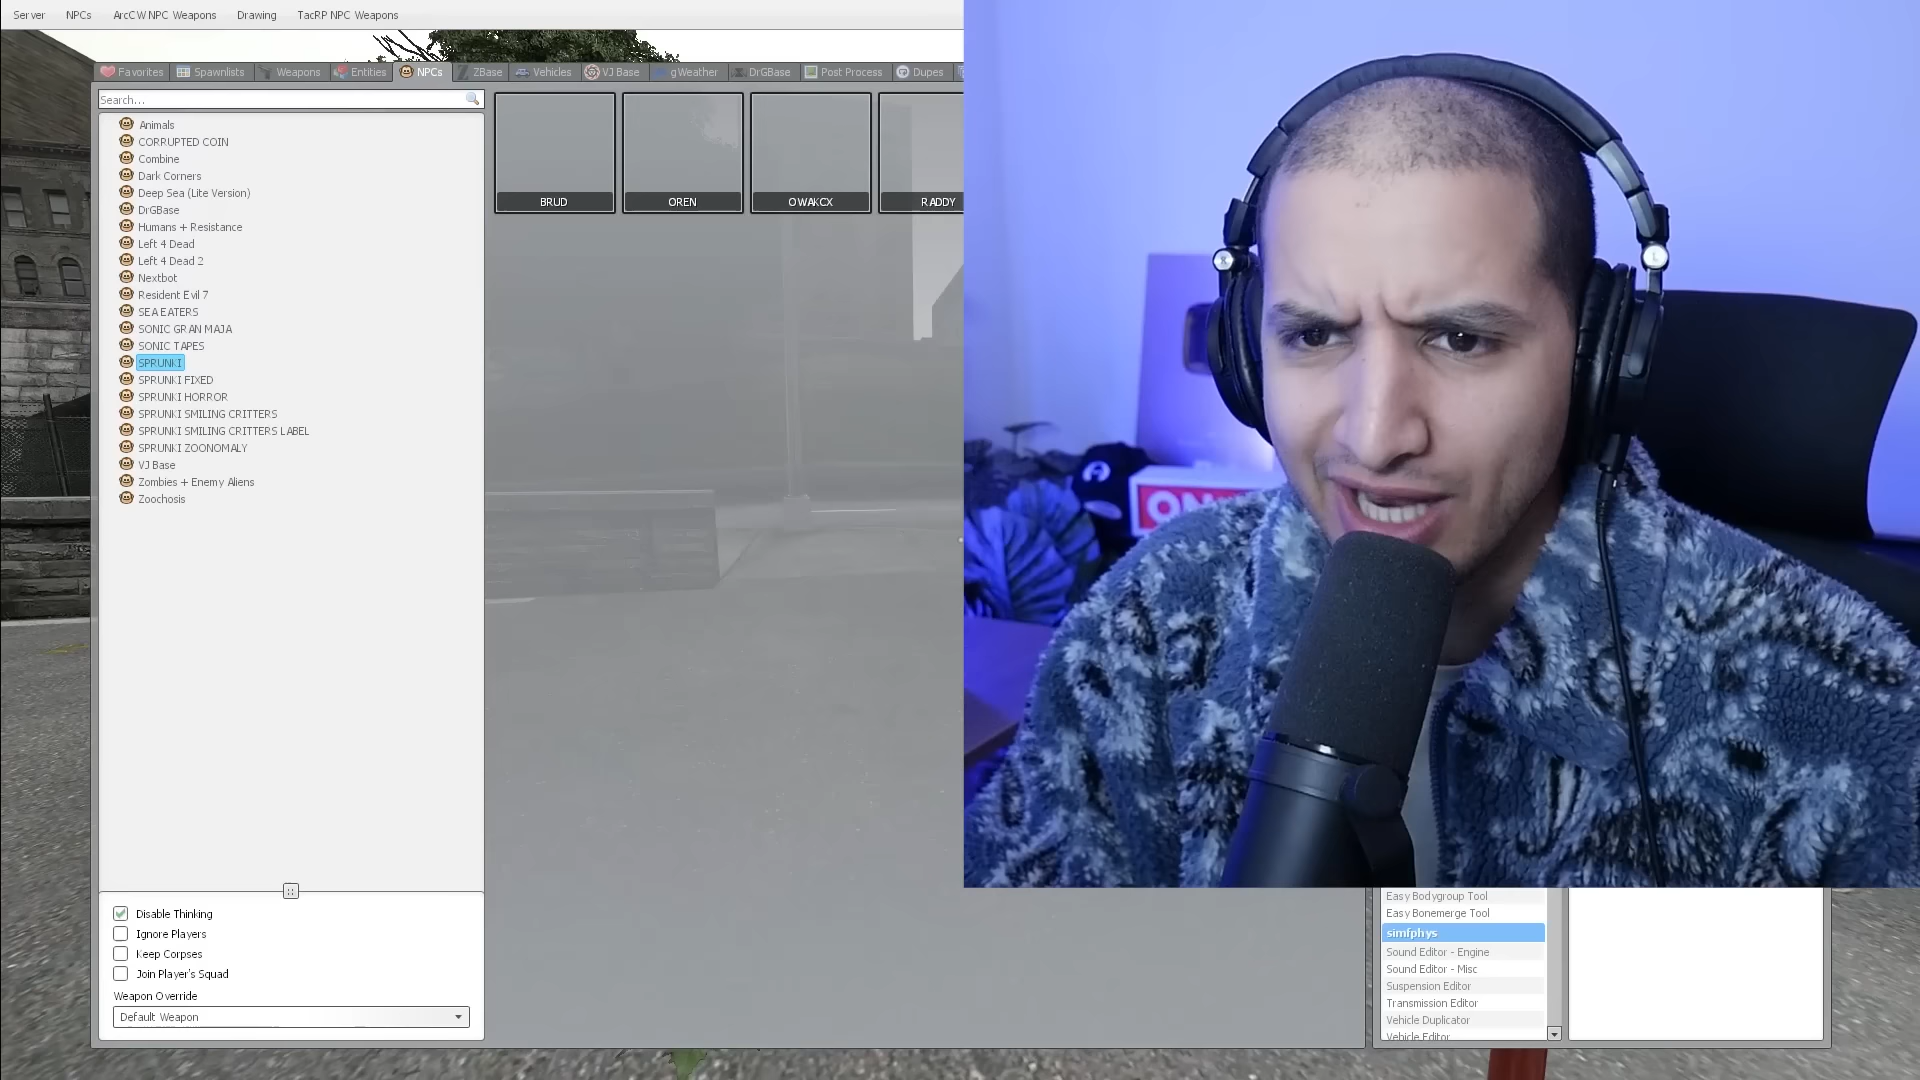 Server NPCs ArcCW NPC Weapons Drawing TacRP NPC Weapons
Favorites Spawnlists Weapons Entities NPCs ZBase Vehicles VJ Base gWeather DrGBase Post Process Dupes
Search...
Animals
CORRUPTED COIN
Combine
Dark Corners
Deep Sea (Lite Version)
DrGBase
Humans + Resistance
Left 4 Dead
Left 4 Dead 2
Nextbot
Resident Evil 7
SEA EATERS
SONIC GRAN MAJA
SONIC TAPES
SPRUNKI
SPRUNKI FIXED
SPRUNKI HORROR
SPRUNKI SMILING CRITTERS
SPRUNKI SMILING CRITTERS LABEL
SPRUNKI ZOONOMALY
VJ Base
Zombies + Enemy Aliens
Zoochosis
BRUD OREN OWAKCX RADDY
L
Disable Thinking
Ignore Players
Keep Corpses
Join Player's Squad
Weapon Override
Default Weapon
Easy Bodygroup Tool
Easy Bonemerge Tool
simfphys
Sound Editor - Engine
Sound Editor - Misc
Suspension Editor
Transmission Editor
Vehicle Duplicator
Vehicle Editor